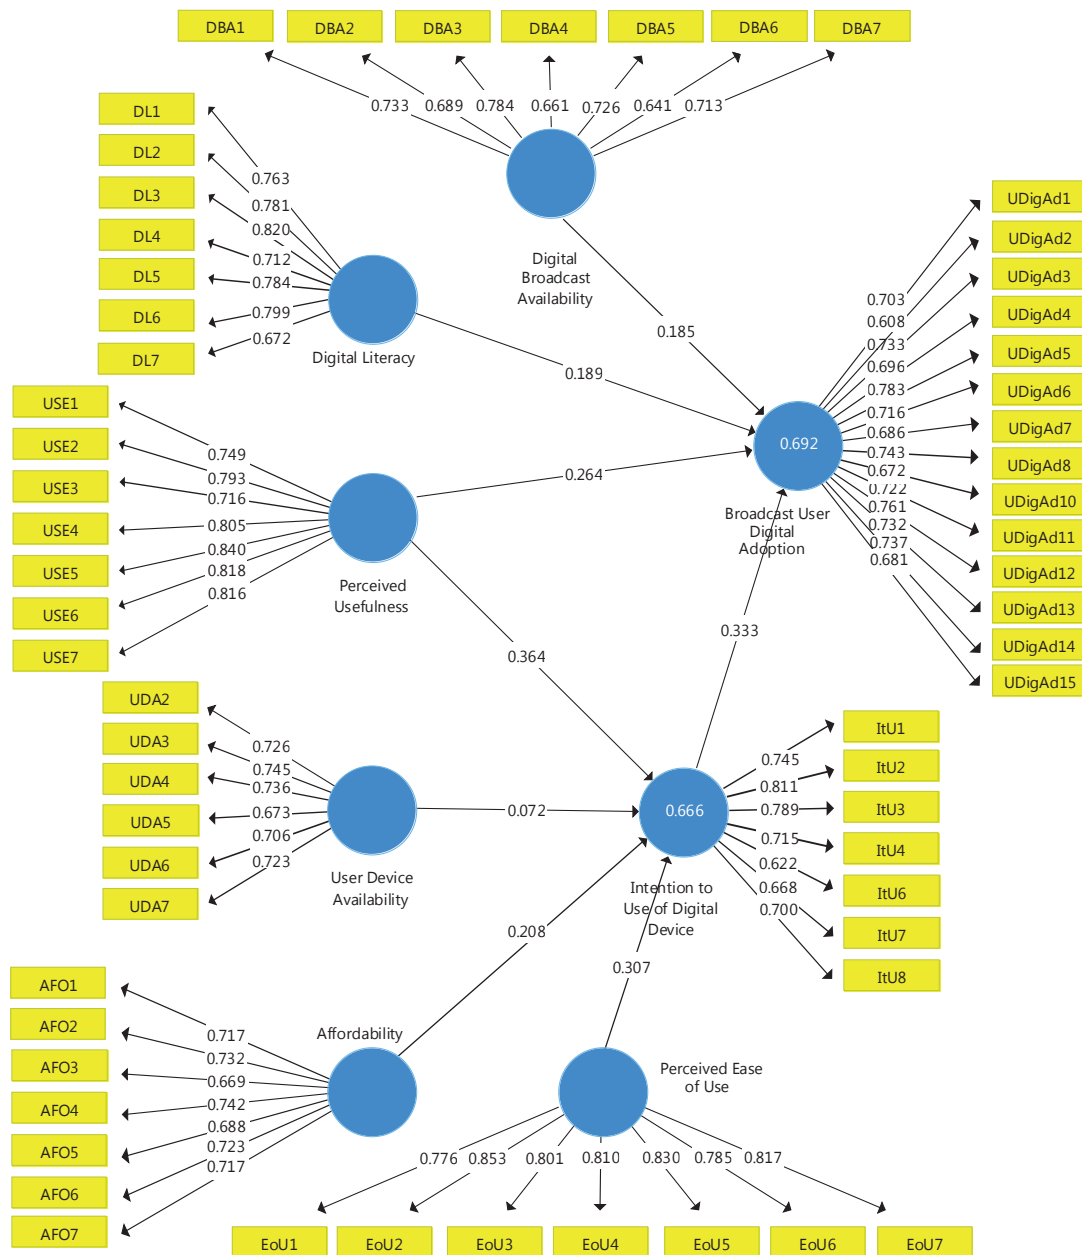 DBA1 DBA2 DBA3 DBA4 DBA5 DBA6 DBA7
0.733 0.689 0.784 0.661 0.726 0.641 0.713
Digital
Broadcast
Availability
DL1
DL2
DL3
DL4
DL5
DL6
DL7
0.763
0.781
0.820
0.712
0.784
0.799
0.672
Digital Literacy
0.185
0.189
0.264
USE1
USE2
USE3
USE4
USE5
USE6
USE7
0.749
0.793
0.716
0.805
0.840
0.818
0.816
Perceived
Usefulness
0.364
0.692
Broadcast User
Digital
Adoption
0.703
0.608
0.733
0.696
0.783
0.716
0.686
0.743
0.672
0.722
0.761
0.732
0.737
0.681
UDigAd1
UDigAd2
UDigAd3
UDigAd4
UDigAd5
UDigAd6
UDigAd7
UDigAd8
UDigAd10
UDigAd11
UDigAd12
UDigAd13
UDigAd14
UDigAd15
0.333
UDA2
UDA3
UDA4
UDA5
UDA6
UDA7
0.726
0.745
0.736
0.673
0.706
0.723
User Device
Availability
0.072
0.666
Intention to
Use of Digital
Device
0.745
0.811
0.789
0.715
0.622
0.668
0.700
ItU1
ItU2
ItU3
ItU4
ItU6
ItU7
ItU8
0.208
0.307
AFO1
AFO2
AFO3
AFO4
AFO5
AFO6
AFO7
0.717
0.732
0.669
0.742
0.688
0.723
0.717
Affordability
Perceived Ease
of Use
0.776 0.853 0.801 0.810 0.830 0.785 0.817
EoU1 EoU2 EoU3 EoU4 EoU5 EoU6 EoU7